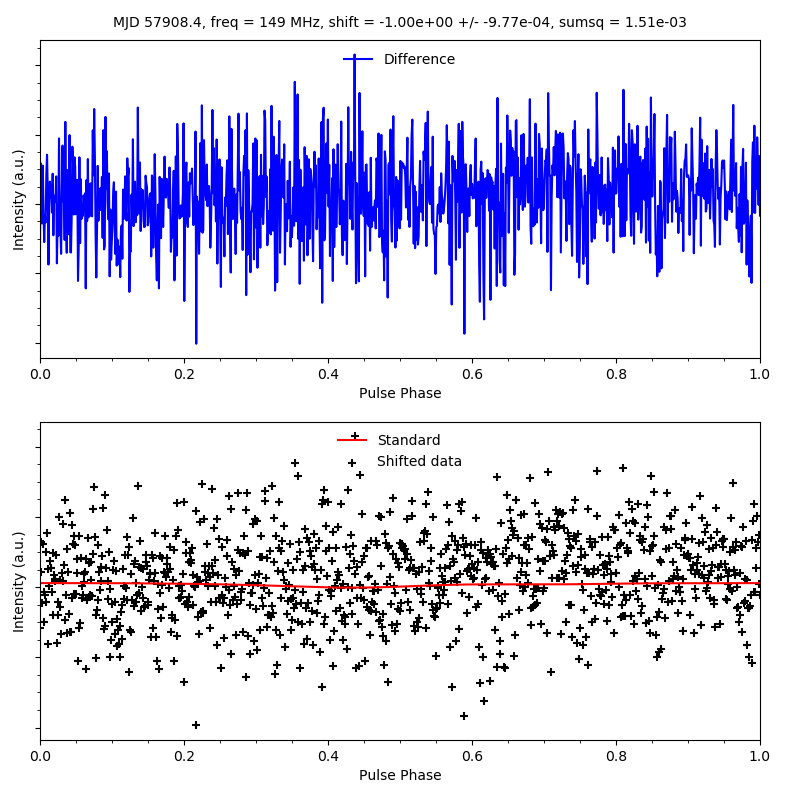 MJD 57908.4, freq = 149 MHz, shift = -1.00e+00 +/- -9.77e-04, sumsq = 1.51e-03
Difference
Intensity (a.u.)
0.0 0.2 0.4 0.6 0.8 1.0
Pulse Phase
Standard
Shifted data
Intensity (a.u.)
0.0 0.2 0.4 0.6 0.8 1.0
Pulse Phase